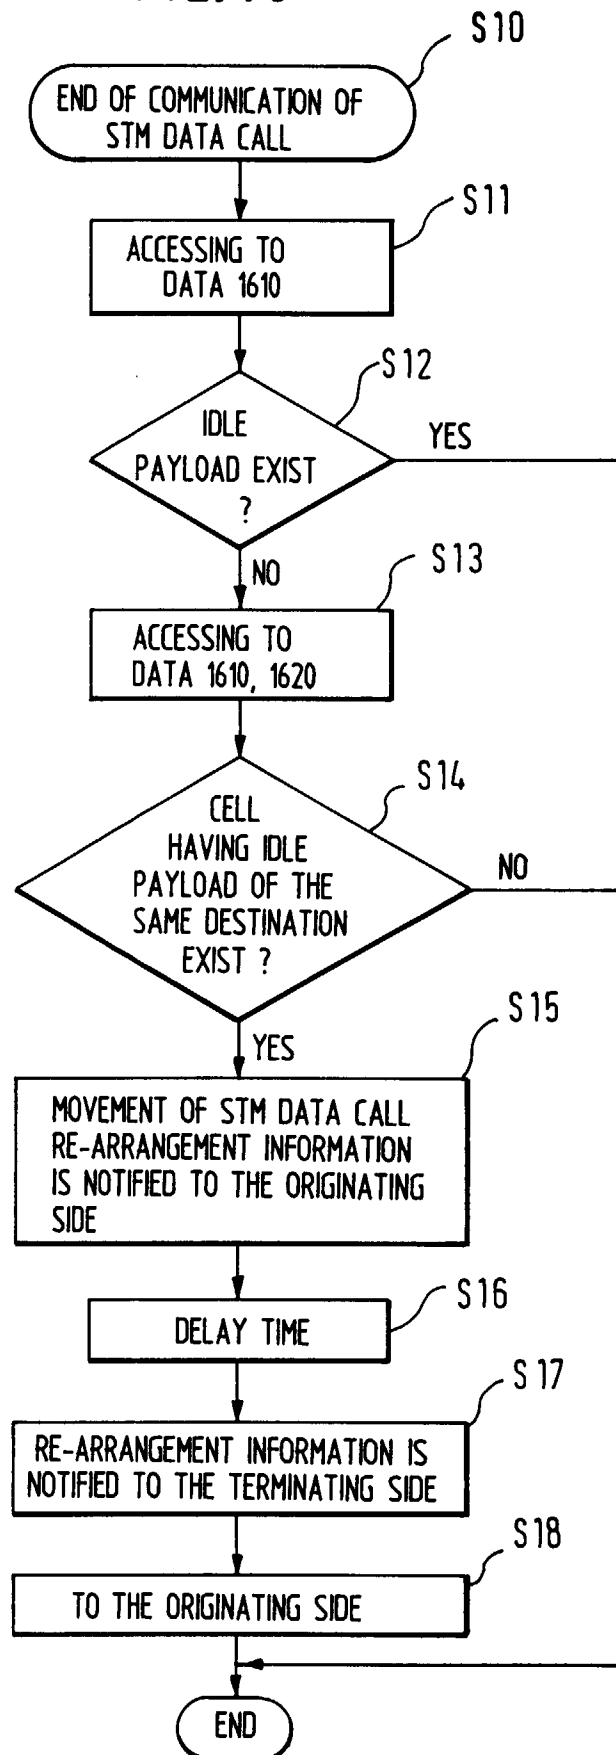 S10
END OF COMMUNICATION OF
STM DATA CALL
S11
ACCESSING TO
DATA 1610
S12
IDLE
PAYLOAD EXIST
?
YES
NO
S13
ACCESSING TO
DATA 1610, 1620
S14
CELL
HAVING IDLE
PAYLOAD OF THE
SAME DESTINATION
EXIST ?
NO
YES
S15
MOVEMENT OF STM DATA CALL
RE-ARRANGEMENT INFORMATION
IS NOTIFIED TO THE ORIGINATING
SIDE
S16
DELAY TIME
S17
RE-ARRANGEMENT INFORMATION IS
NOTIFIED TO THE TERMINATING SIDE
S18
TO THE ORIGINATING SIDE
END